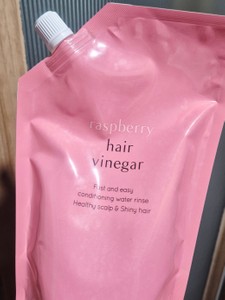 raspberry
hair
vinegar
Fast and easy
conditioning water rinse
Healthy scalp & Shiny hair